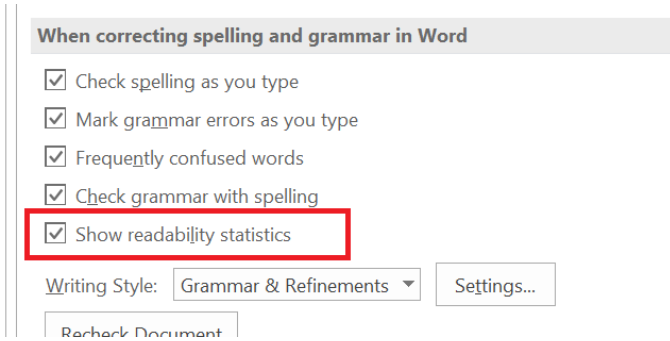 When correcting spelling and grammar in Word
Check spelling as you type
Mark grammar errors as you type
Frequently confused words
Check grammar with spelling
Show readability statistics
Writing Style: Grammar & Refinements Settings...
Recheck Document